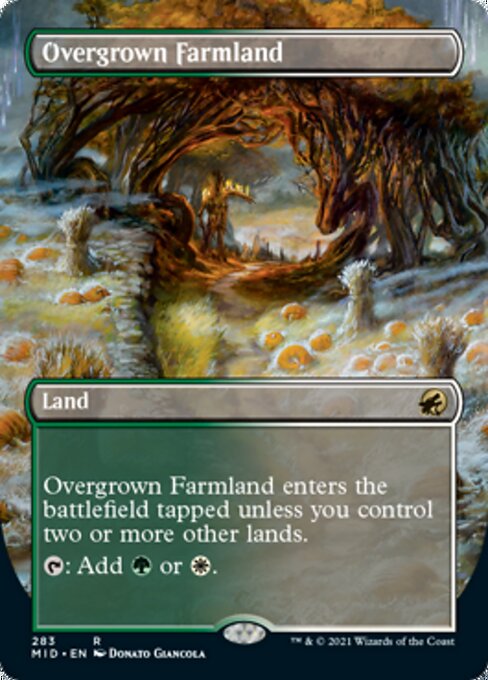 Overgrown Farmland
Land
Overgrown Farmland enters the
battlefield tapped unless you control
two or more other lands.
: Add or .
283 R
MID • EN Donato Giancola
™ & © 2021 Wizards of the Coast